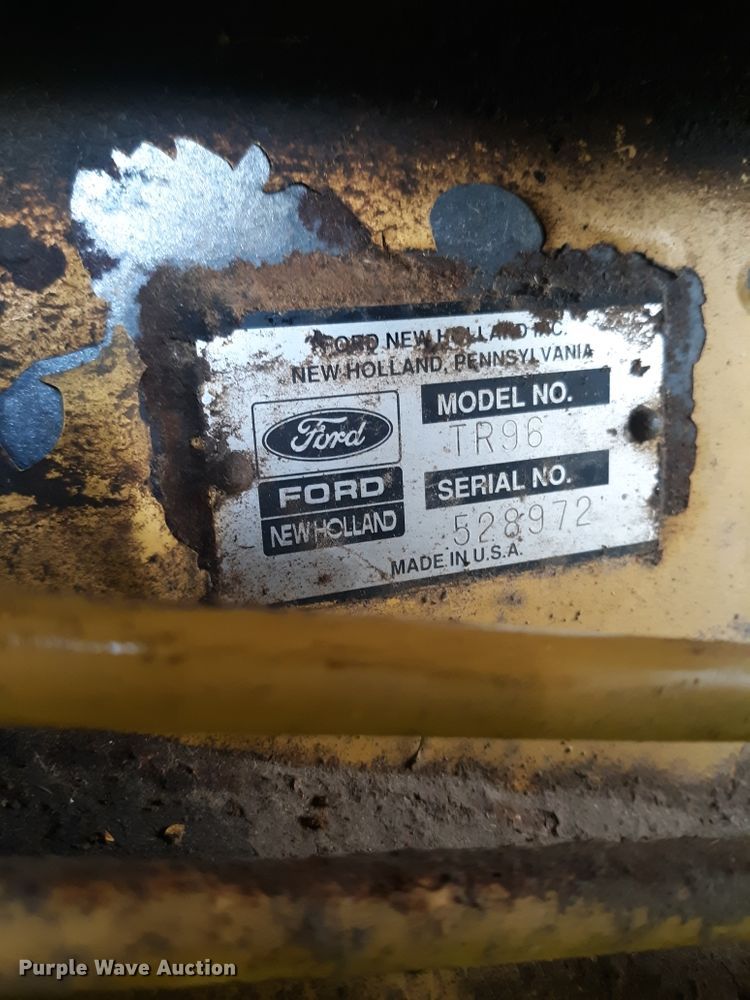 FORD NEW HOLLAND INC.
NEW HOLLAND, PENNSYLVANIA
Ford
FORD
NEW HOLLAND
MODEL NO.
TR96
SERIAL NO.
528972
MADE IN U.S.A.
Purple Wave Auction